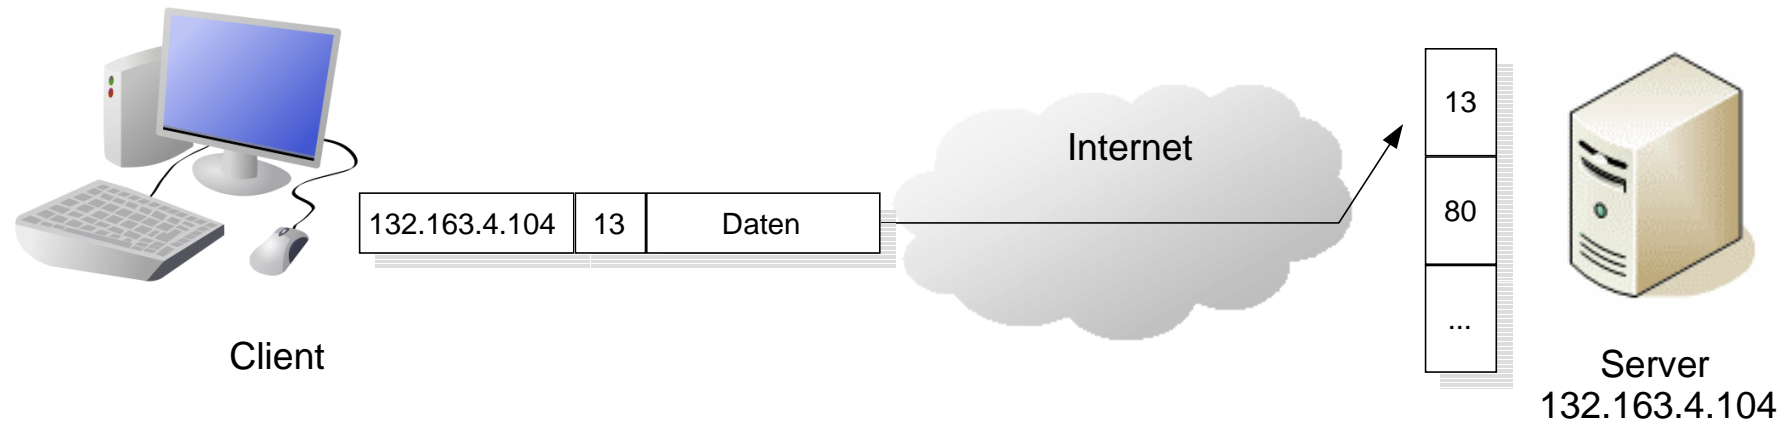 Client
132.163.4.104 13 Daten
Internet
13
80
...
Server
132.163.4.104